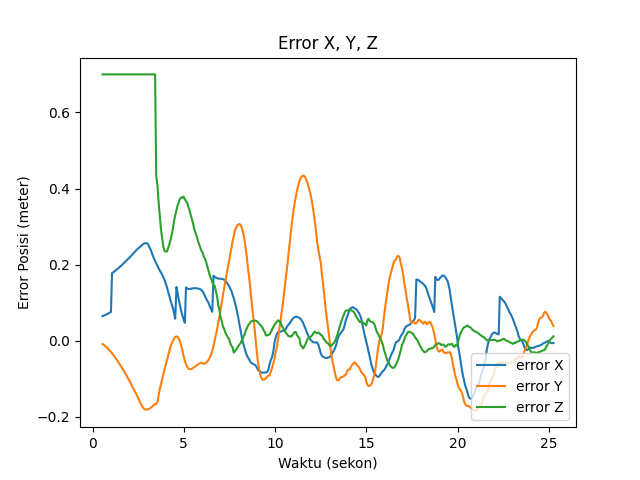 Error X, Y, Z
Error Posisi (meter)
0.6
0.4
0.2
0.0
−0.2
0
5
10
15
20
25
Waktu (sekon)
error X
error Y
error Z